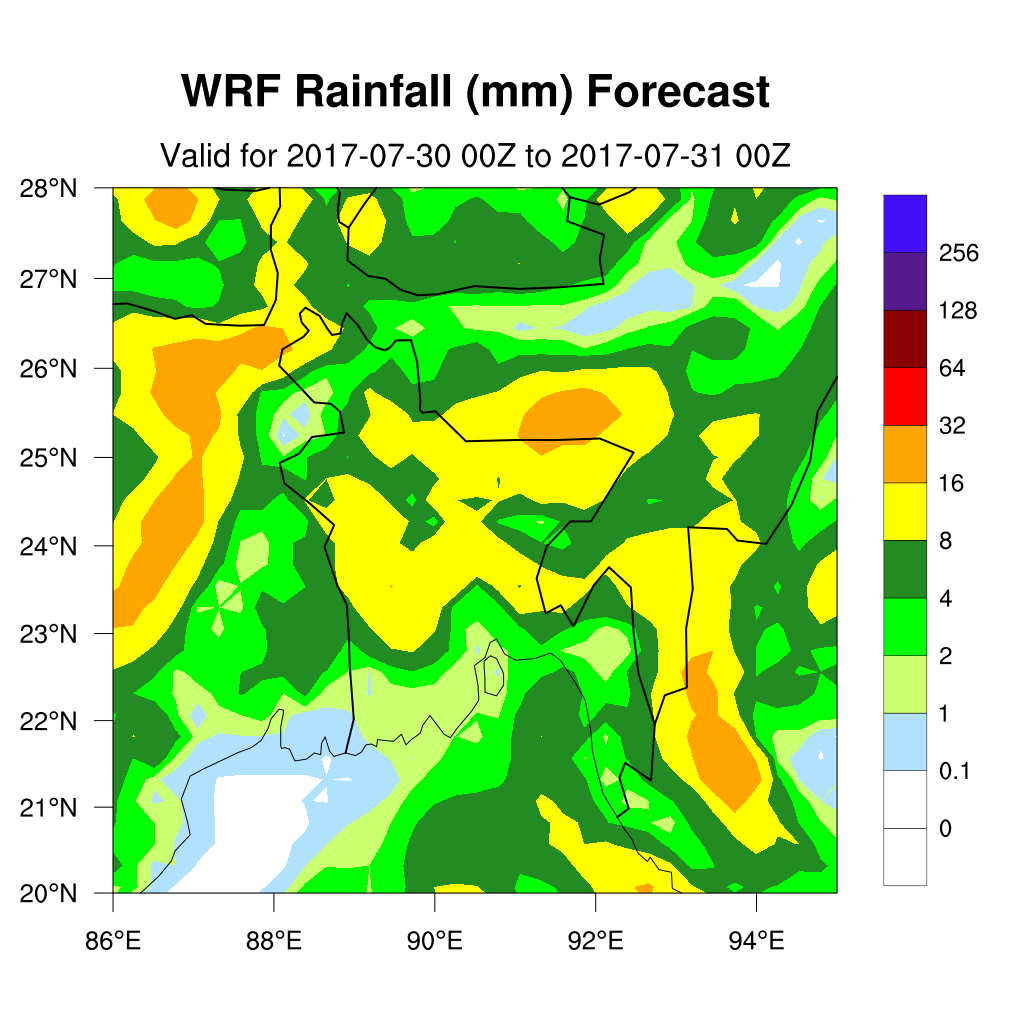 WRF Rainfall (mm) Forecast
Valid for 2017-07-30 00Z to 2017-07-31 00Z
28°N
27°N
26°N
25°N
24°N
23°N
22°N
21°N
20°N
86°E 88°E 90°E 92°E 94°E
256
128
64
32
16
8
4
2
1
0.1
0